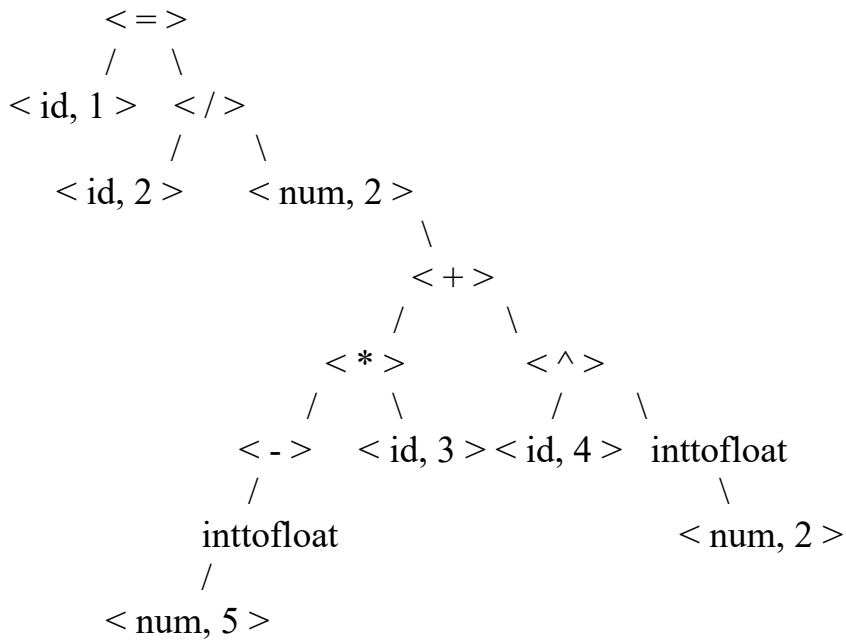 < = >
/ \
< id, 1 > < / >
/ \
< id, 2 > < num, 2 >
\
< + >
/ \
< * > < ^ >
/ \ / \
< - > < id, 3 > < id, 4 > inttofloat
/ \
inttofloat < num, 2 >
/
< num, 5 >